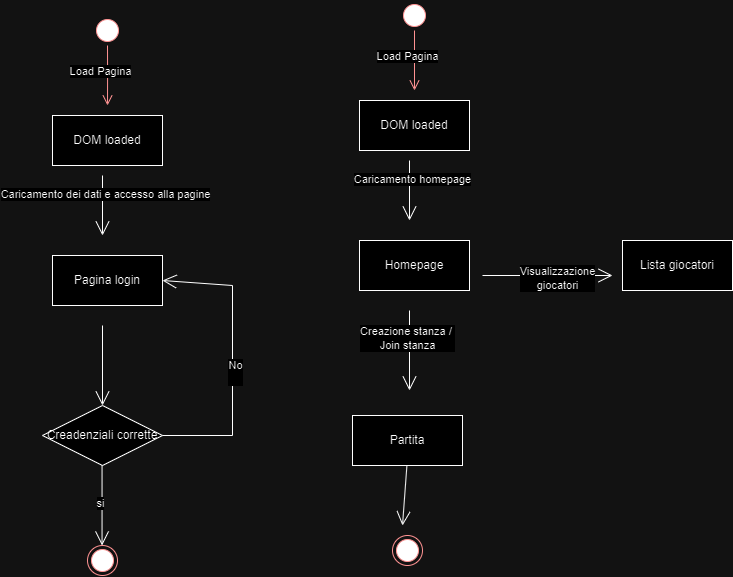 Load Pagina
DOM loaded
Caricamento dei dati e accesso alla pagine
Pagina login
No
Creadenziali corrette
si
Load Pagina
DOM loaded
Caricamento homepage
Homepage
Visualizzazione
giocatori
Lista giocatori
Creazione stanza /
Join stanza
Partita